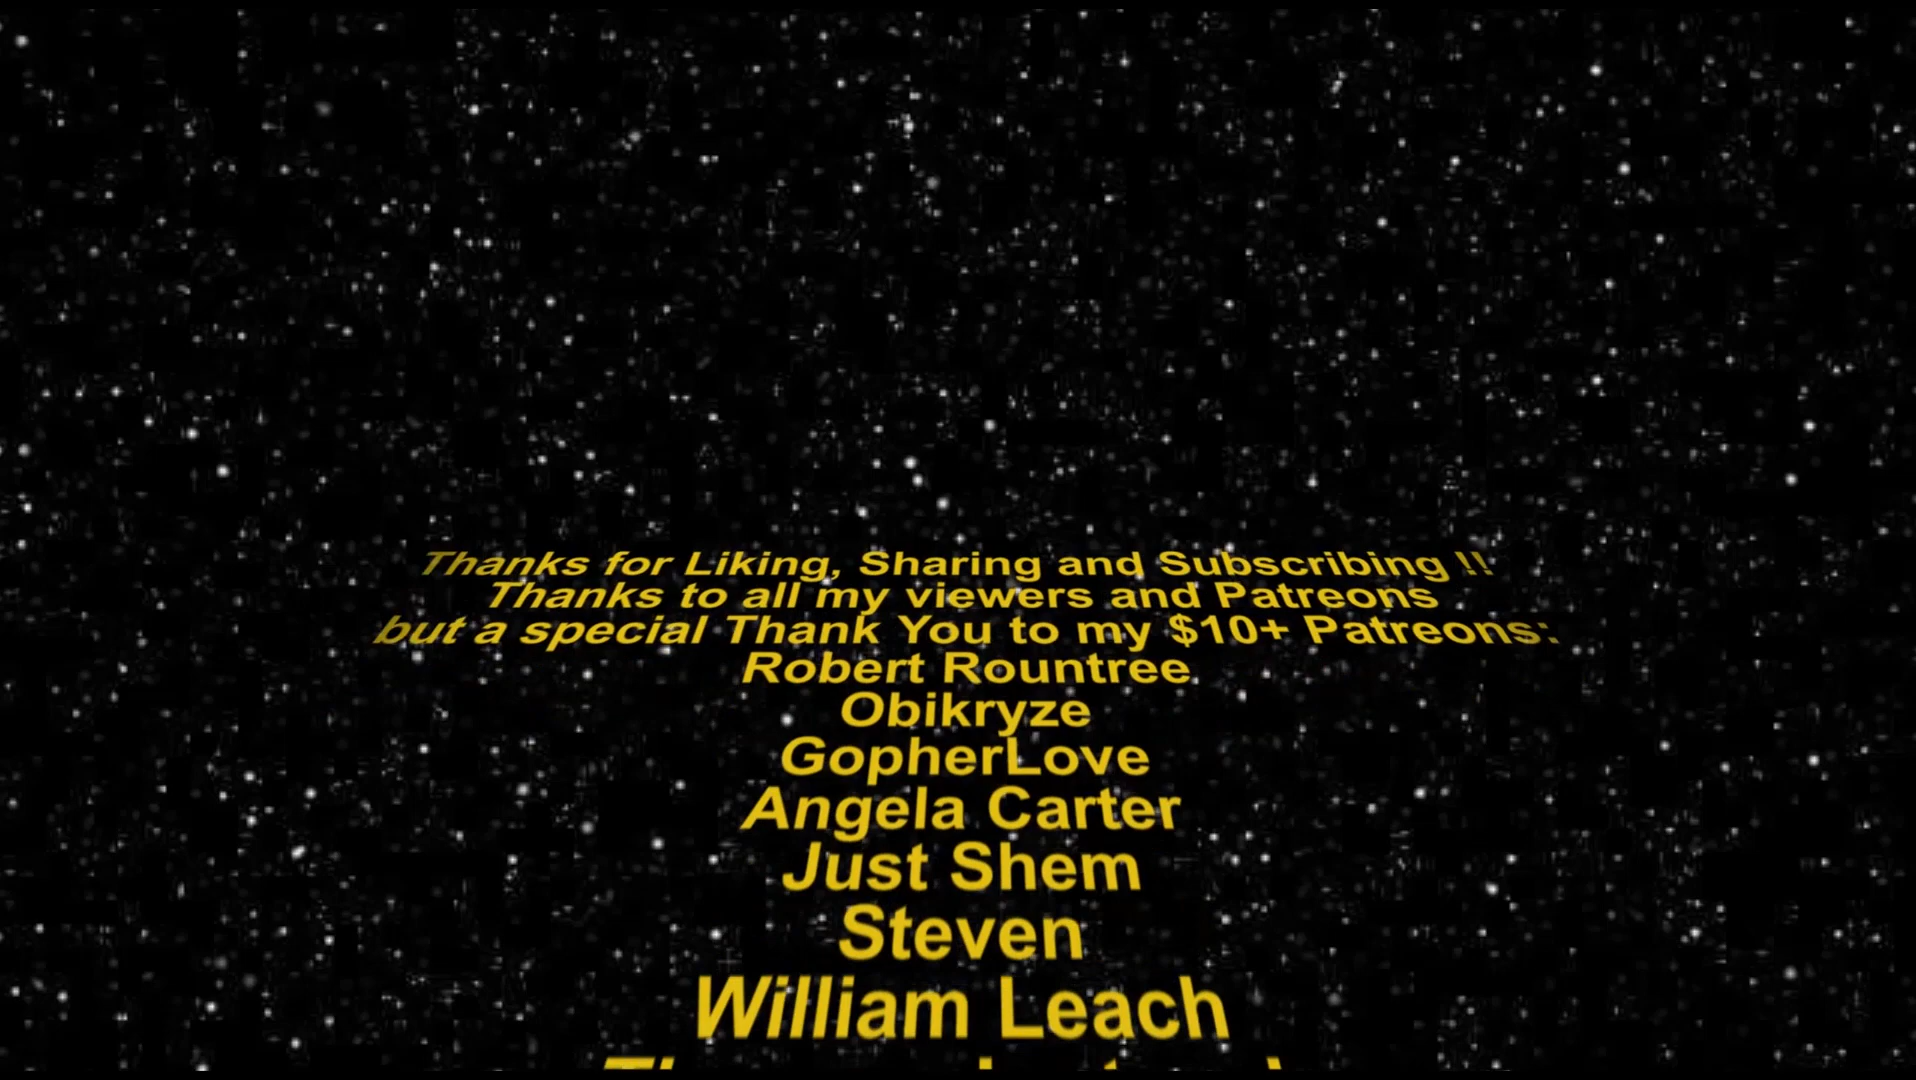 Thanks for Liking, Sharing and Subscribing !!
Thanks to all my viewers and Patreons
but a special Thank You to my $10+ Patreons:
Robert Rountree
Obikryze
GopherLove
Angela Carter
Just Shem
Steven
William Leach